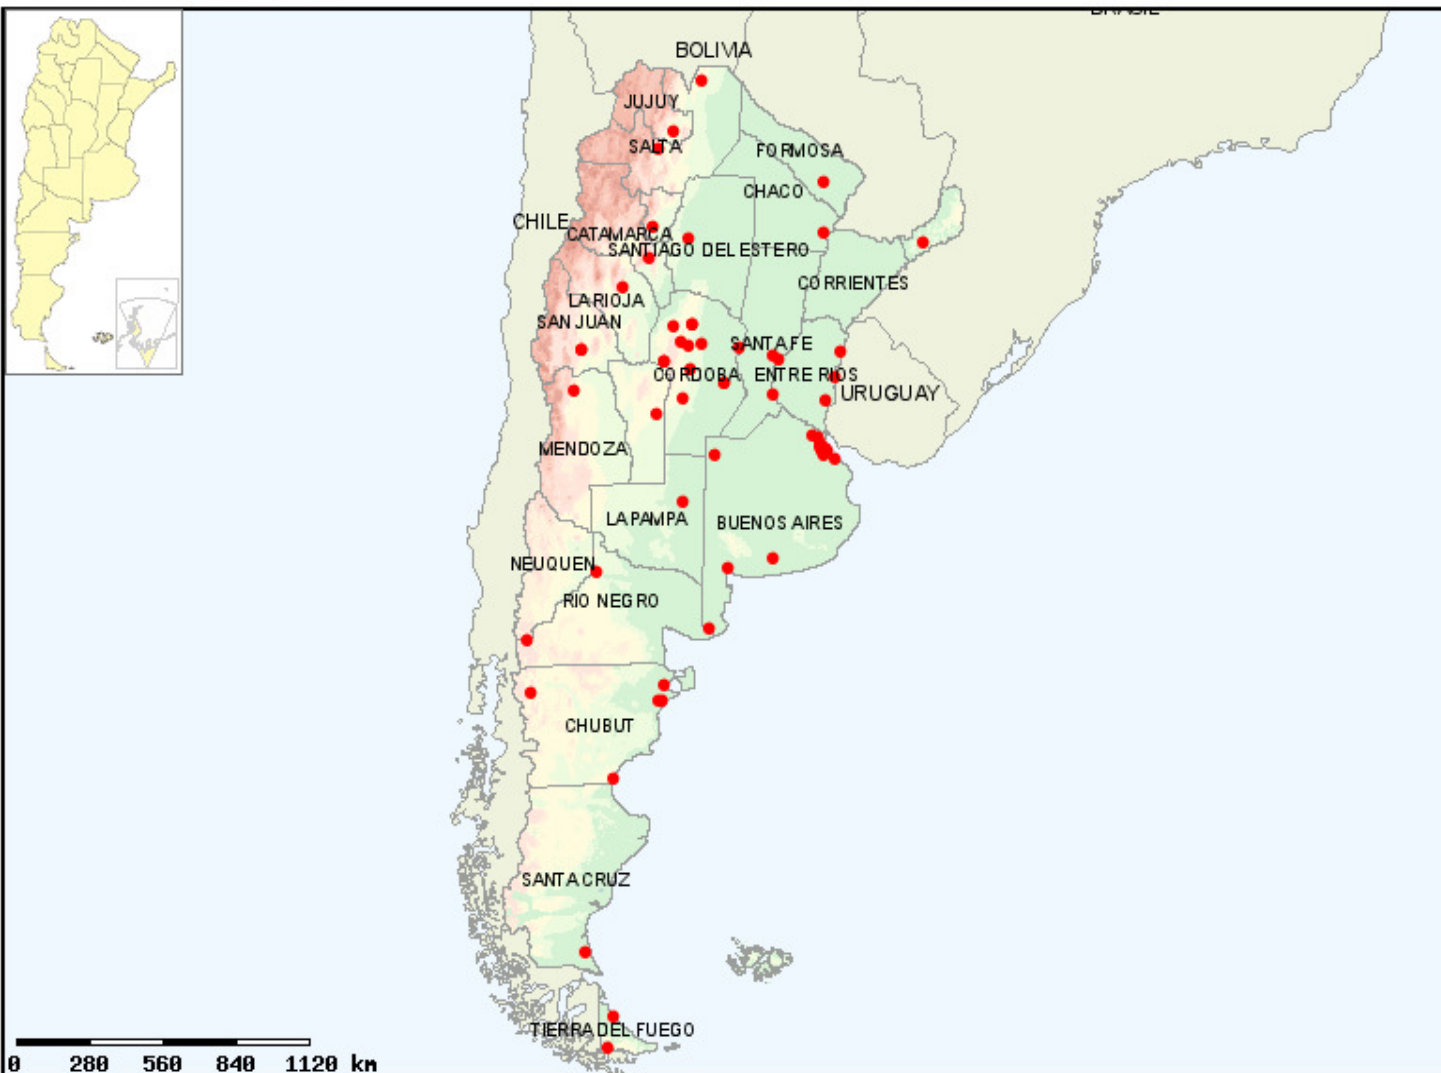 BRASIL
BOLIVIA
JUJUY
SALTA
FORMOSA
CHACO
CHILE
CATAMARCA
SANTIAGO DEL ESTERO
CORRIENTES
LA RIOJA
SAN JUAN
SANTA FE
CORDOBA
ENTRE RIOS
URUGUAY
MENDOZA
LA PAMPA
BUENOS AIRES
NEUQUEN
RIO NEGRO
CHUBUT
SANTA CRUZ
TIERRA DEL FUEGO
0 280 560 840 1120 km